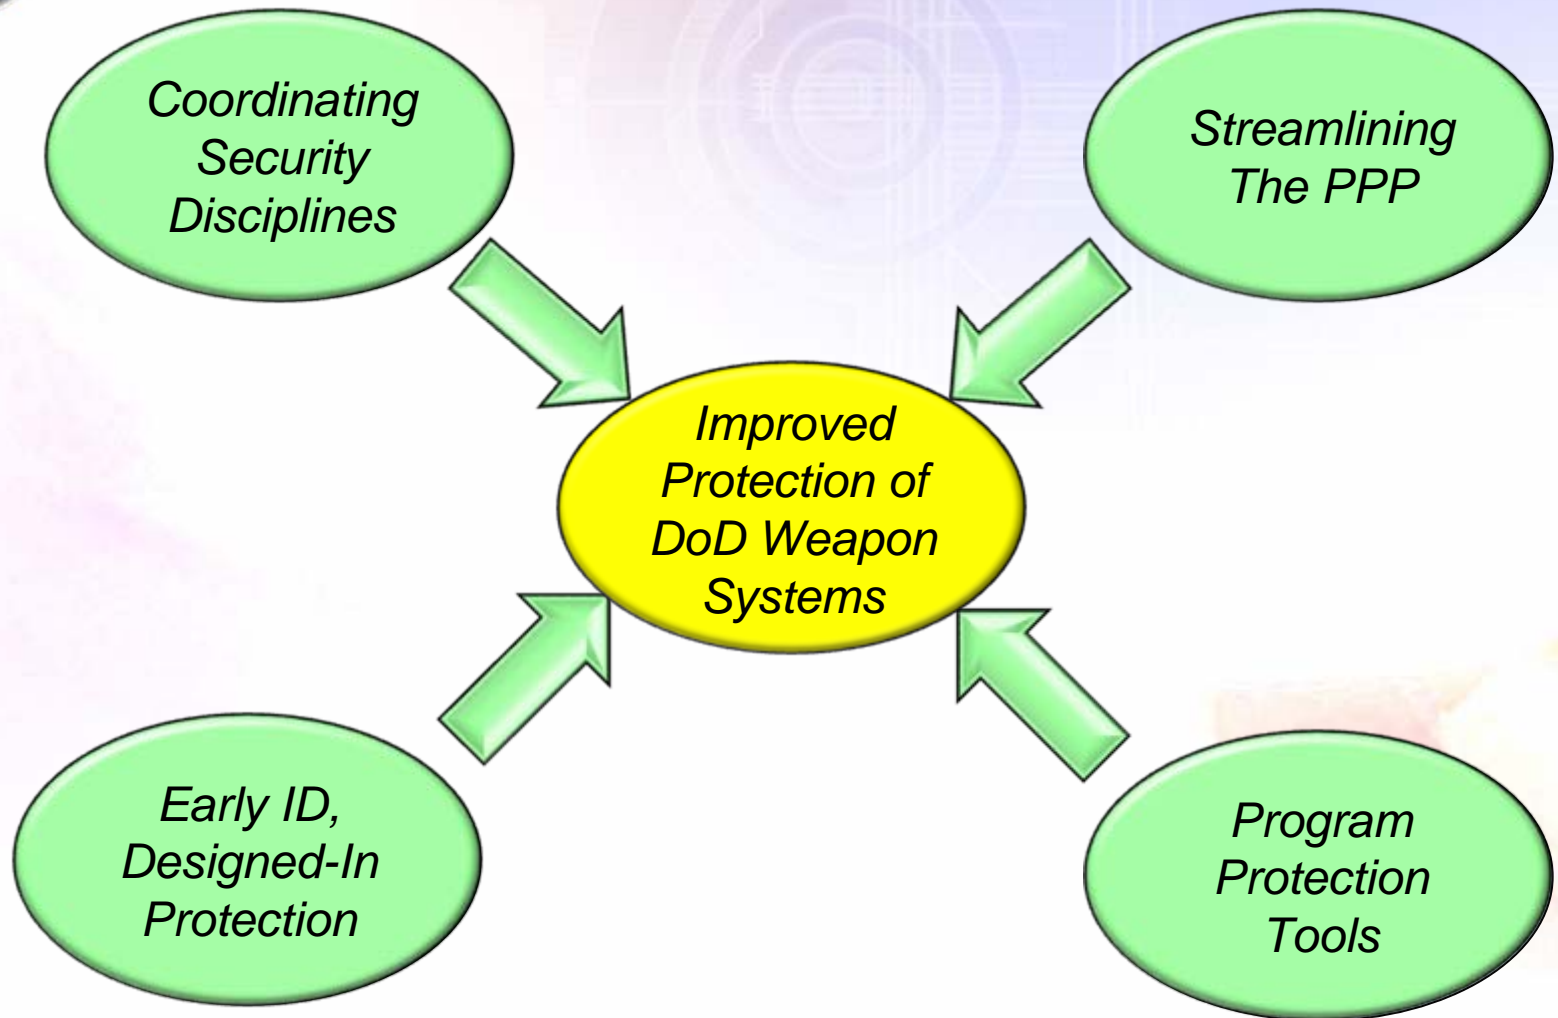 Coordinating
Security
Disciplines
Streamlining
The PPP
Improved
Protection of
DoD Weapon
Systems
Early ID,
Designed-In
Protection
Program
Protection
Tools